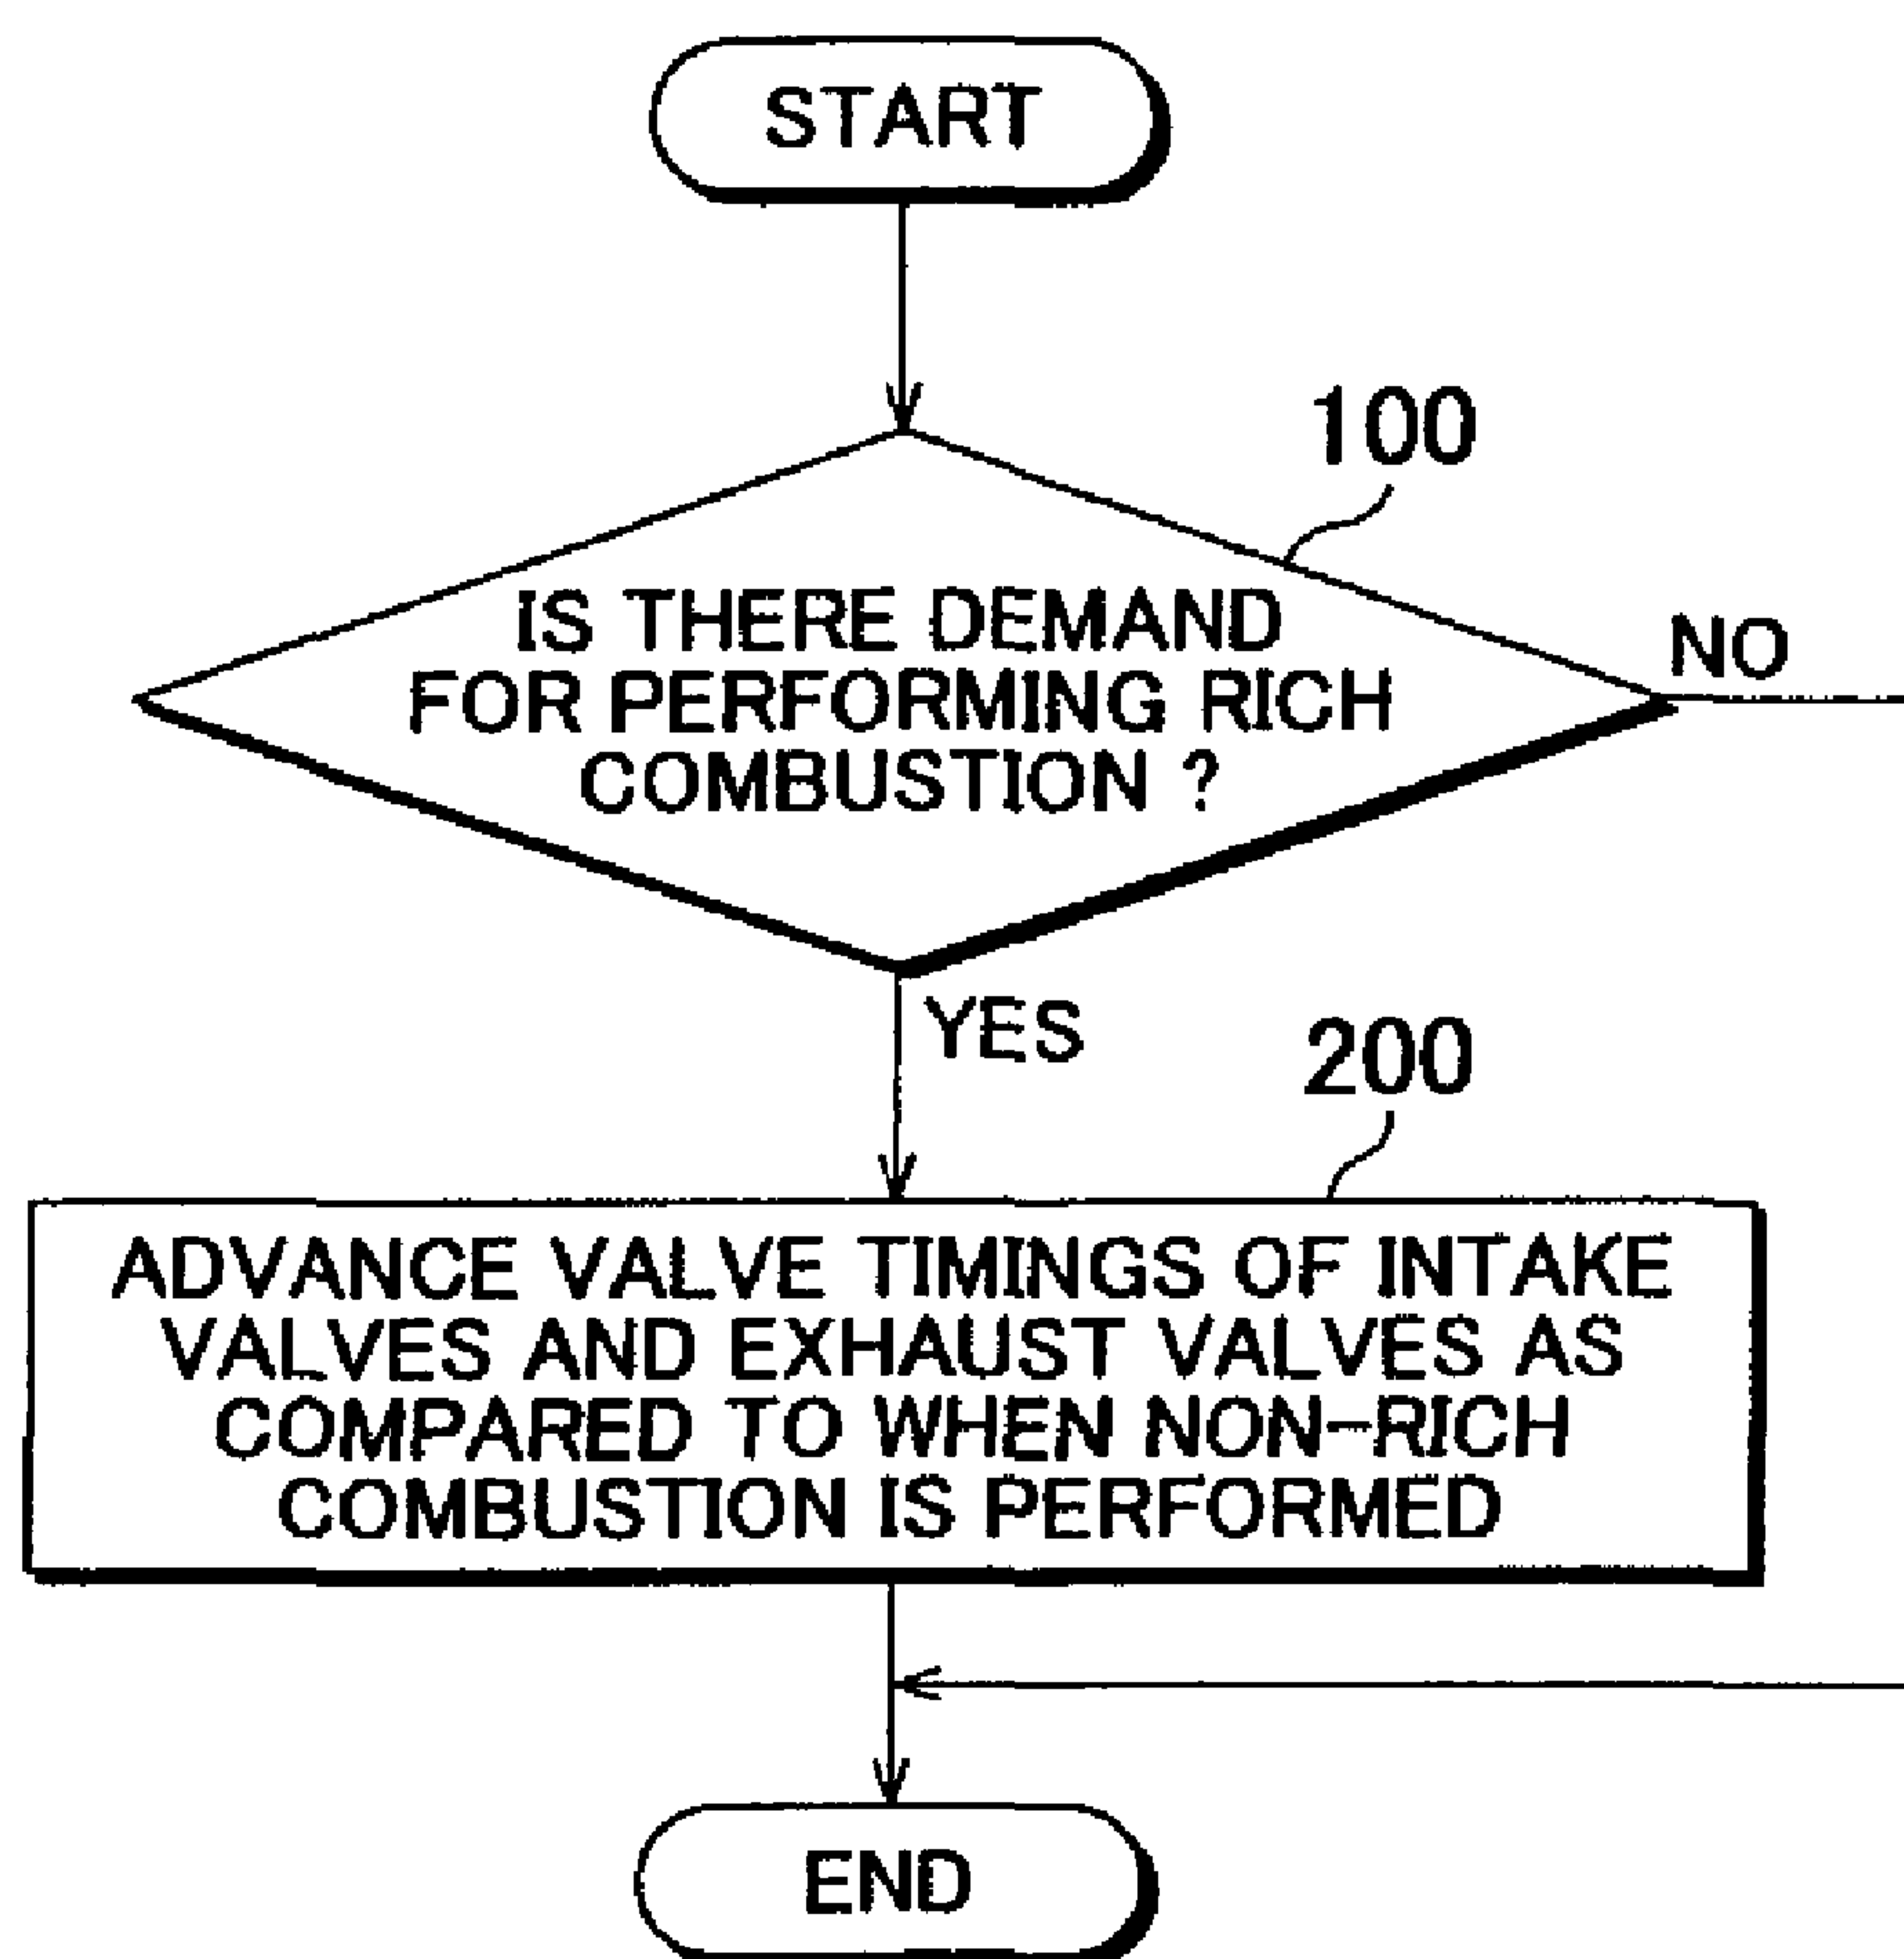 START
100
IS THERE DEMAND
FOR PERFORMING RICH
COMBUSTION ?
NO
YES
200
ADVANCE VALVE TIMINGS OF INTAKE
VALVES AND EXHAUST VALVES AS
COMPARED TO WHEN NON-RICH
COMBUSTION IS PERFORMED
END